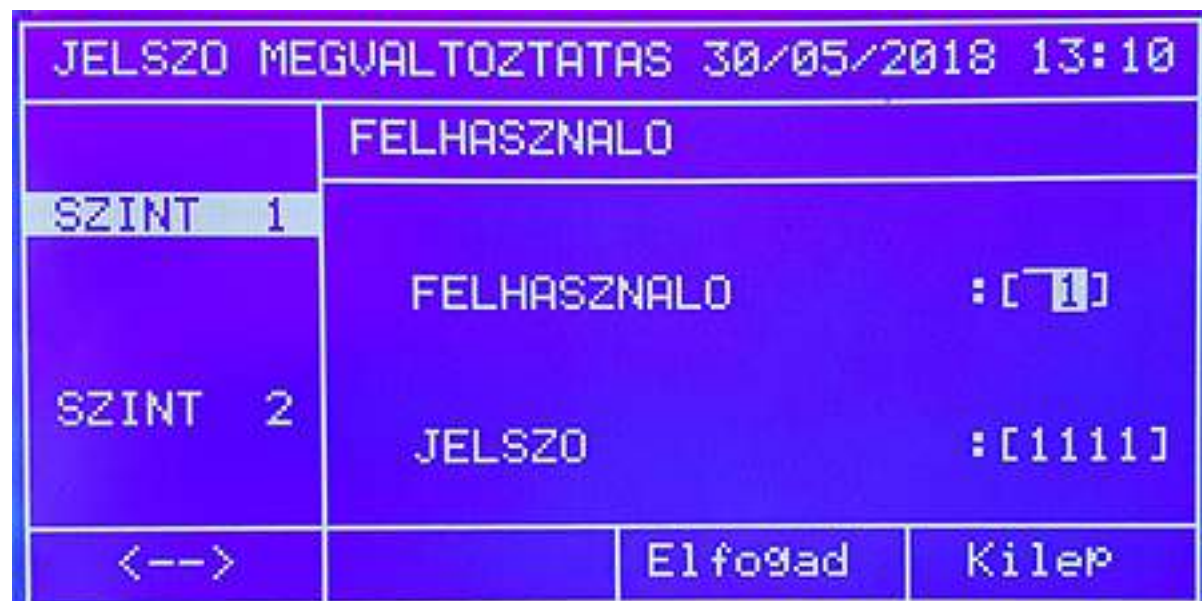 JELSZO MEGVALTOZTATAS 30/05/2018 13:10
FELHASZNALO
SZINT 1
FELHASZNALO :[ 1]
SZINT 2
JELSZO :[1111]
<--> Elfogad Kilep